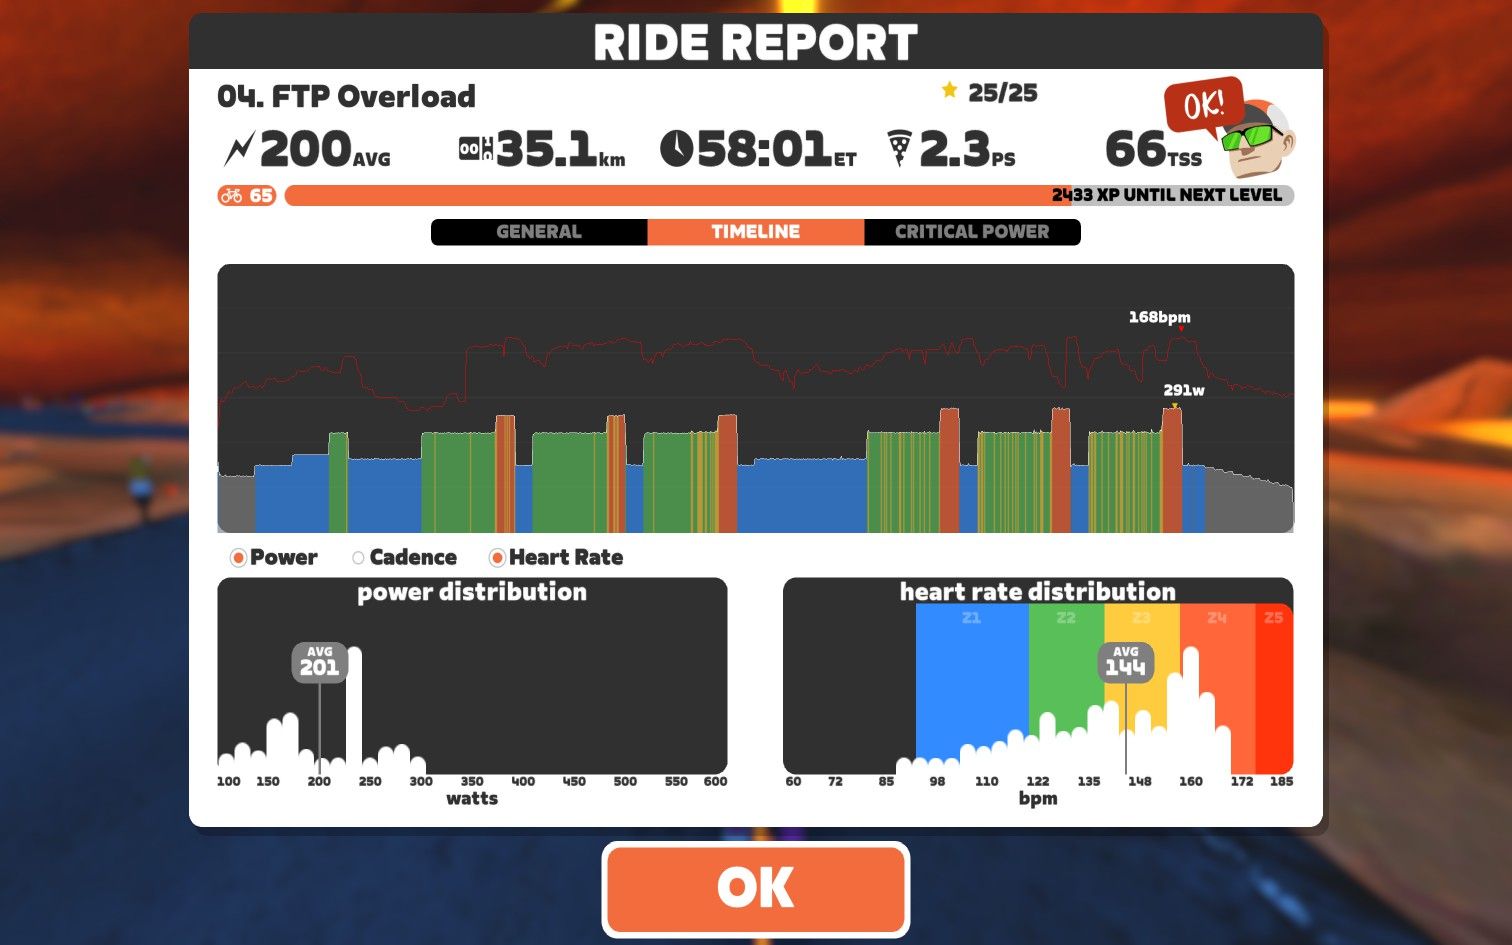 RIDE REPORT
04. FTP Overload
25/25
OK!
200AVG
35.1km
58:01ET
2.3PS
66TSS
65
2433 XP UNTIL NEXT LEVEL
GENERAL
TIMELINE
CRITICAL POWER
168bpm
291w
Power
Cadence
Heart Rate
power distribution
AVG
201
100 150 200 250 300 350 400 450 500 550 600
watts
heart rate distribution
Z1 Z2 Z3 Z4 Z5
AVG
144
60 72 85 98 110 122 135 148 160 172 185
bpm
OK